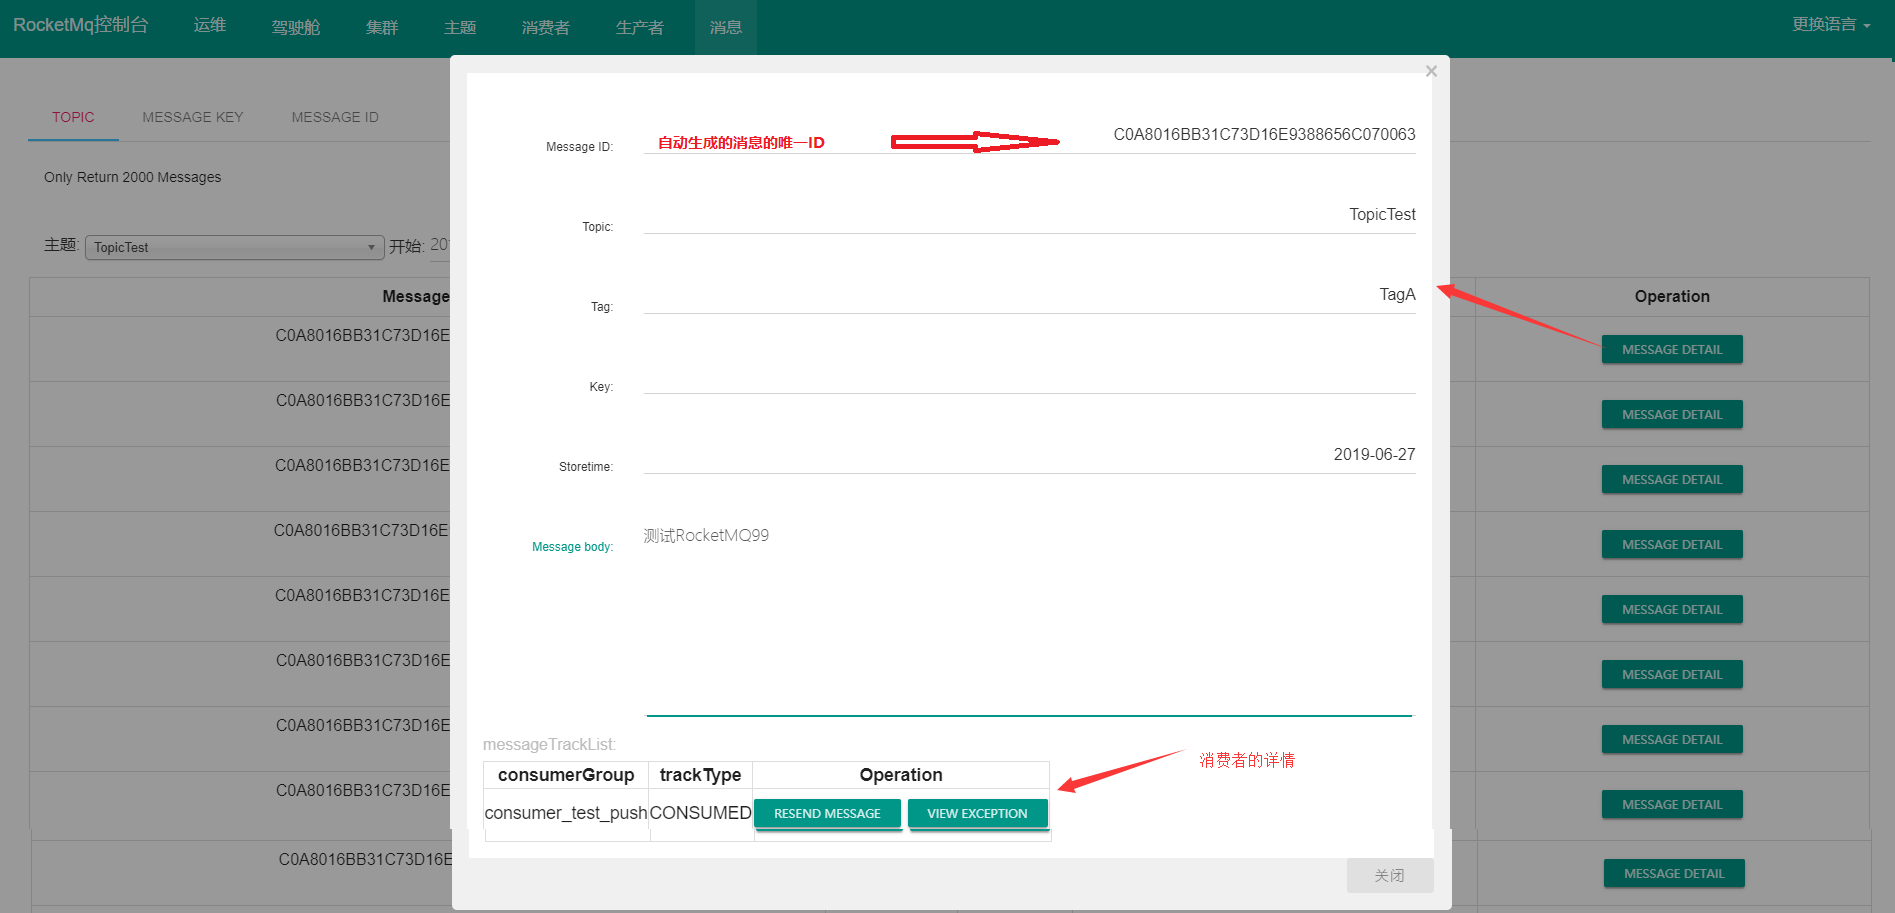 RocketMq控制台 运维 驾驶舱 集群 主题 消费者 生产者 消息 更换语言
×
TOPIC MESSAGE KEY MESSAGE ID
Only Return 2000 Messages
主题: TopicTest 开始: 20
Message Operation
C0A8016BB31C73D16E MESSAGE DETAIL
C0A8016BB31C73D16E MESSAGE DETAIL
C0A8016BB31C73D16E MESSAGE DETAIL
C0A8016BB31C73D16E MESSAGE DETAIL
C0A8016BB31C73D16E MESSAGE DETAIL
C0A8016BB31C73D16E MESSAGE DETAIL
C0A8016BB31C73D16E MESSAGE DETAIL
C0A8016BB31C73D16E MESSAGE DETAIL
C0A8016BB31C73D16E MESSAGE DETAIL
Message ID: 自动生成的消息的唯一ID C0A8016BB31C73D16E9388656C070063
Topic: TopicTest
Tag: TagA
Key:
Storetime: 2019-06-27
Message body: 测试RocketMQ99
messageTrackList:
消费者的详情
consumerGroup trackType Operation
consumer_test_push CONSUMED RESEND MESSAGE VIEW EXCEPTION
关闭